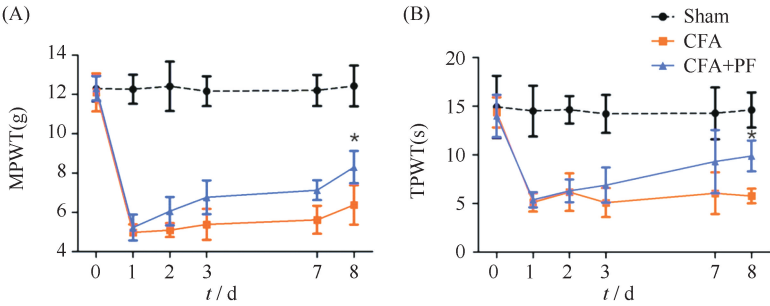 (A)
(B)
Sham
CFA
CFA+PF
14
12
10
8
6
4
MPWT(g)
*
0 1 2 3 7 8
t / d
20
15
10
5
0
TPWT(s)
*
0 1 2 3 7 8
t / d